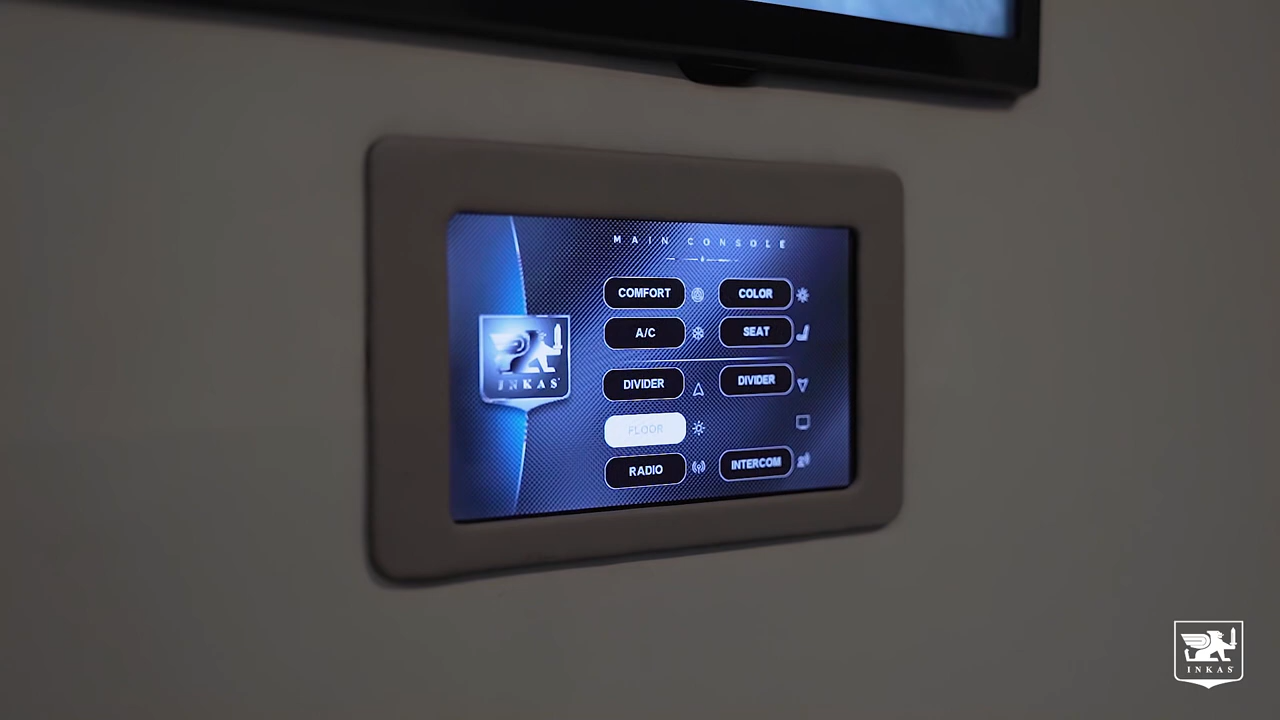 MAIN CONSOLE
COMFORT
COLOR
A/C
SEAT
INKAS
DIVIDER
DIVIDER
FLOOR
RADIO
INTERCOM
INKAS